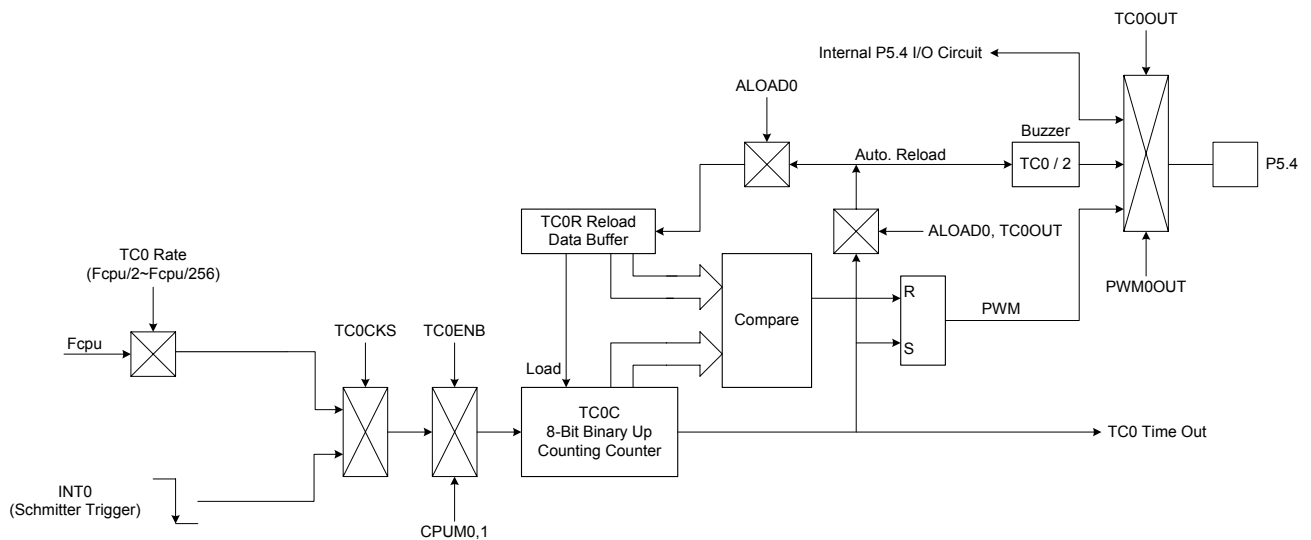 TC0OUT
Internal P5.4 I/O Circuit
ALOAD0
Buzzer
Auto. Reload
TC0 / 2
P5.4
TC0R Reload
Data Buffer
ALOAD0, TC0OUT
TC0 Rate
(Fcpu/2~Fcpu/256)
PWM0OUT
R
PWM
Compare
TC0CKS
TC0ENB
Fcpu
S
Load
TC0C
8-Bit Binary Up
Counting Counter
TC0 Time Out
INT0
(Schmitter Trigger)
CPUM0,1